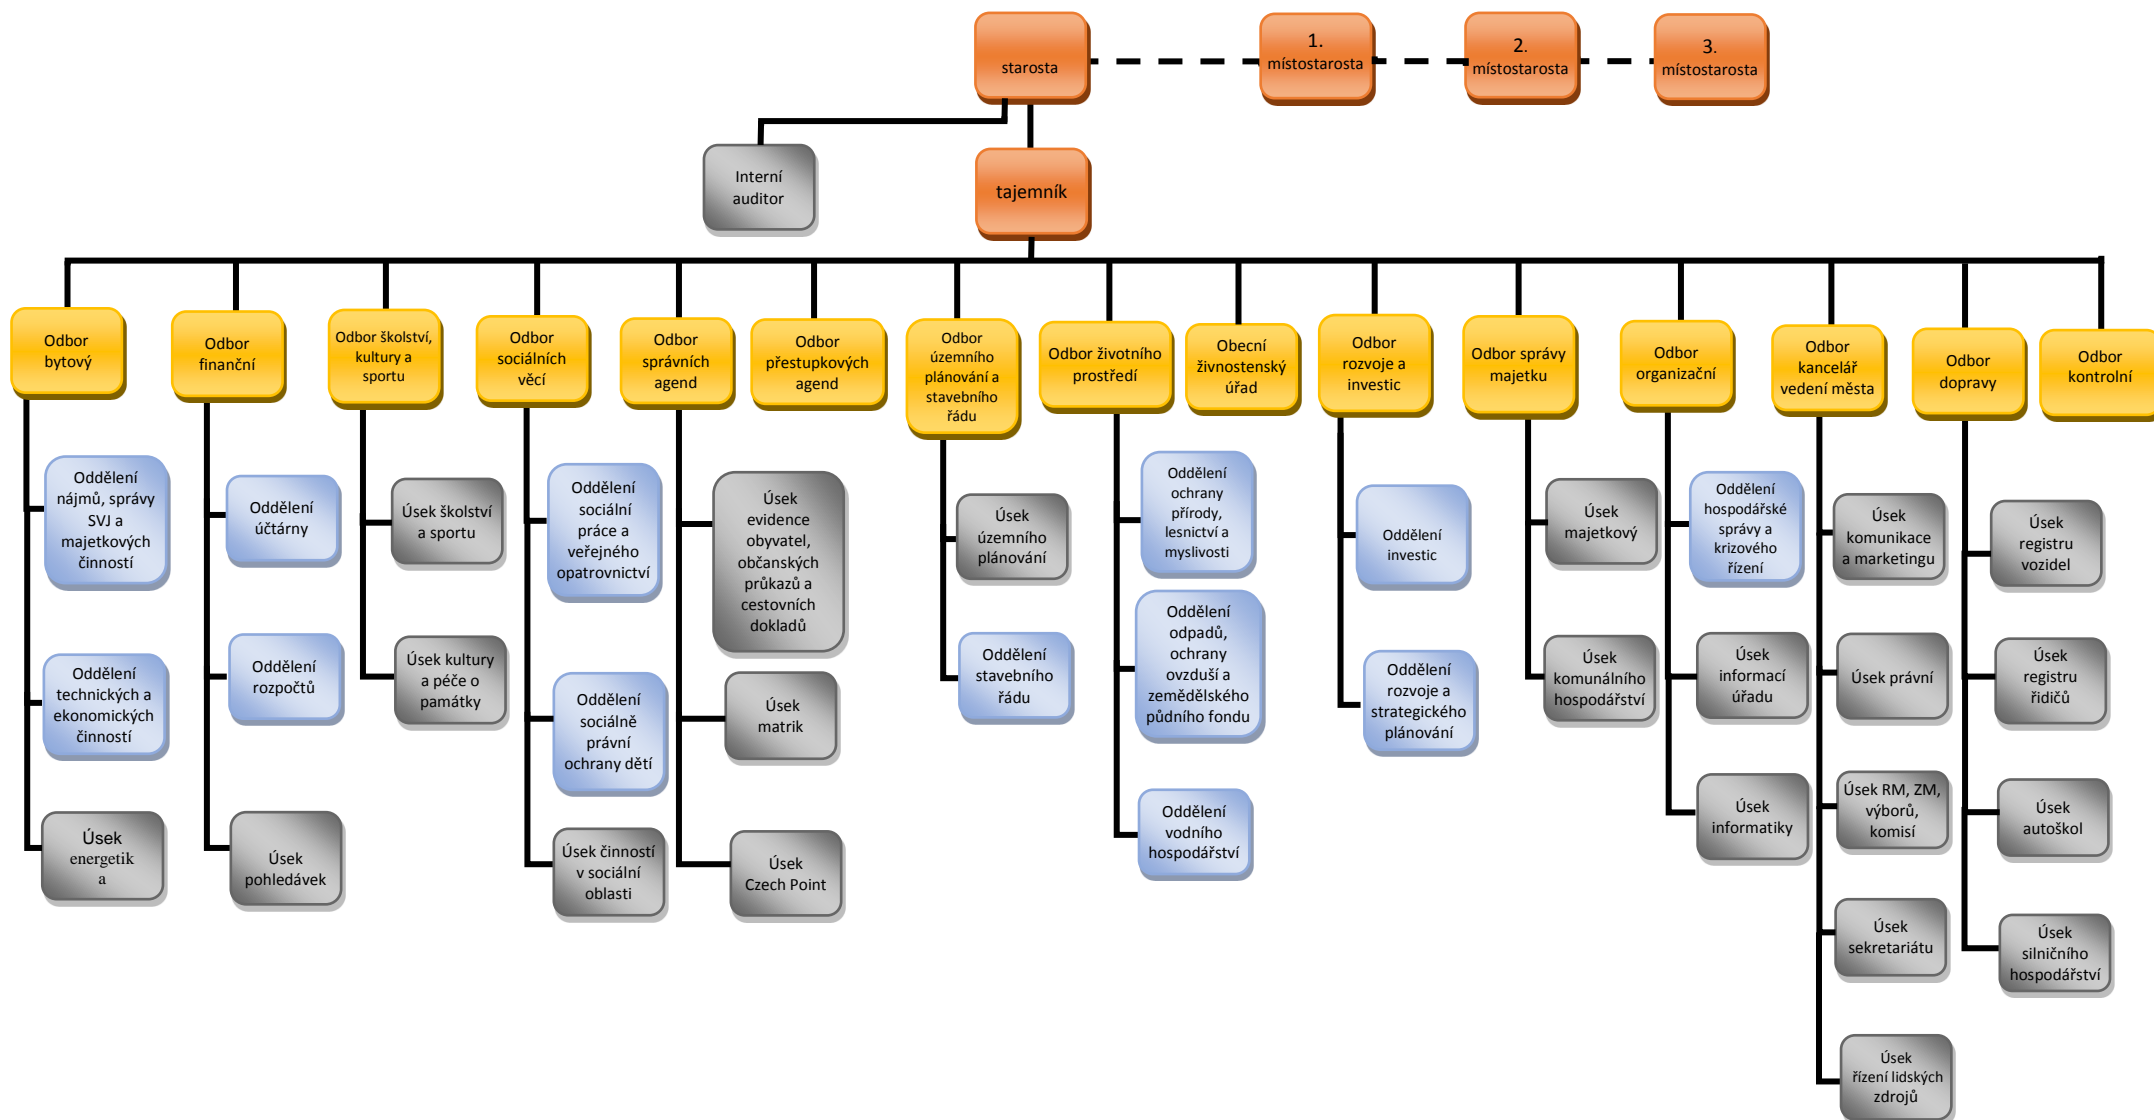 starosta
1.
místostarosta
2.
místostarosta
3.
místostarosta
Interní
auditor
tajemník
Odbor
bytový
Odbor
finanční
Odbor školství,
kultury a
sportu
Odbor
sociálních
věcí
Odbor
správních
agend
Odbor
přestupkových
agend
Odbor
územního
plánování a
stavebního
řádu
Odbor životního
prostředí
Obecní
živnostenský
úřad
Odbor
rozvoje a
investic
Odbor správy
majetku
Odbor
organizační
Odbor
kancelář
vedení města
Odbor
dopravy
Odbor
kontrolní
Oddělení
nájmů, správy
SVJ a
majetkových
činností
Oddělení
technických a
ekonomických
činností
Úsek
energetik
a
Oddělení
účtárny
Oddělení
rozpočtů
Úsek
pohledávek
Úsek školství
a sportu
Úsek kultury
a péče o
památky
Oddělení
sociální
práce a
veřejného
opatrovnictví
Oddělení
sociálně
právní
ochrany dětí
Úsek činností
v sociální
oblasti
Úsek
evidence
obyvatel,
občanských
průkazů a
cestovních
dokladů
Úsek
matrik
Úsek
Czech Point
Úsek
územního
plánování
Oddělení
stavebního
řádu
Oddělení
ochrany
přírody,
lesnictví a
myslivosti
Oddělení
odpadů,
ochrany
ovzduší a
zemědělského
půdního fondu
Oddělení
vodního
hospodářství
Oddělení
investic
Oddělení
rozvoje a
strategického
plánování
Úsek
majetkový
Úsek
komunálního
hospodářství
Oddělení
hospodářské
správy a
krizového
řízení
Úsek
informací
úřadu
Úsek
informatiky
Úsek
komunikace
a marketingu
Úsek právní
Úsek RM, ZM,
výborů,
komisí
Úsek
sekretariátu
Úsek
řízení lidských
zdrojů
Úsek
registru
vozidel
Úsek
registru
řidičů
Úsek
autoškol
Úsek
silničního
hospodářství